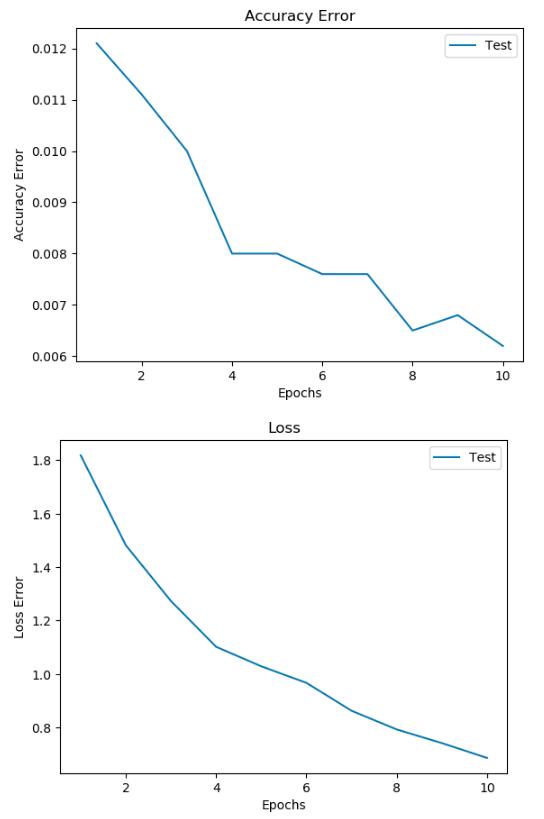 Accuracy Error
Test
0.012
0.011
0.010
0.009
0.008
0.007
0.006
Accuracy Error
2 4 6 8 10
Epochs
Loss
Test
1.8
1.6
1.4
1.2
1.0
0.8
Loss Error
2 4 6 8 10
Epochs